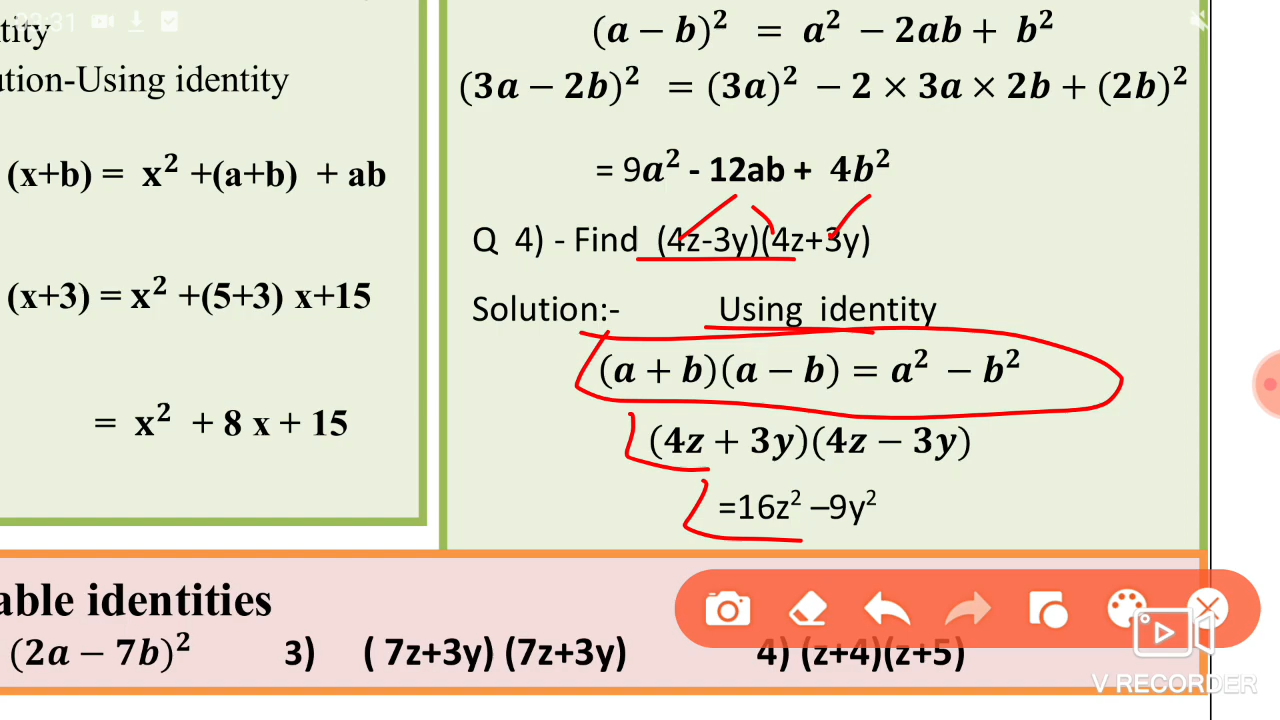 :31
tity
ution-Using identity
(x+b) = x² +(a+b) + ab
(x+3) = x² +(5+3) x+15
= x² + 8 x + 15
(a − b)² = a² − 2ab + b²
(3a − 2b)² = (3a)² − 2 × 3a × 2b + (2b)²
= 9a² - 12ab + 4b²
Q 4) - Find (4z-3y)(4z+3y)
Solution:- Using identity
(a + b)(a − b) = a² − b²
(4z + 3y)(4z − 3y)
=16z² –9y²
able identities
(2a − 7b)² 3) ( 7z+3y) (7z+3y) 4) (z+4)(z+5)
V RECORDER